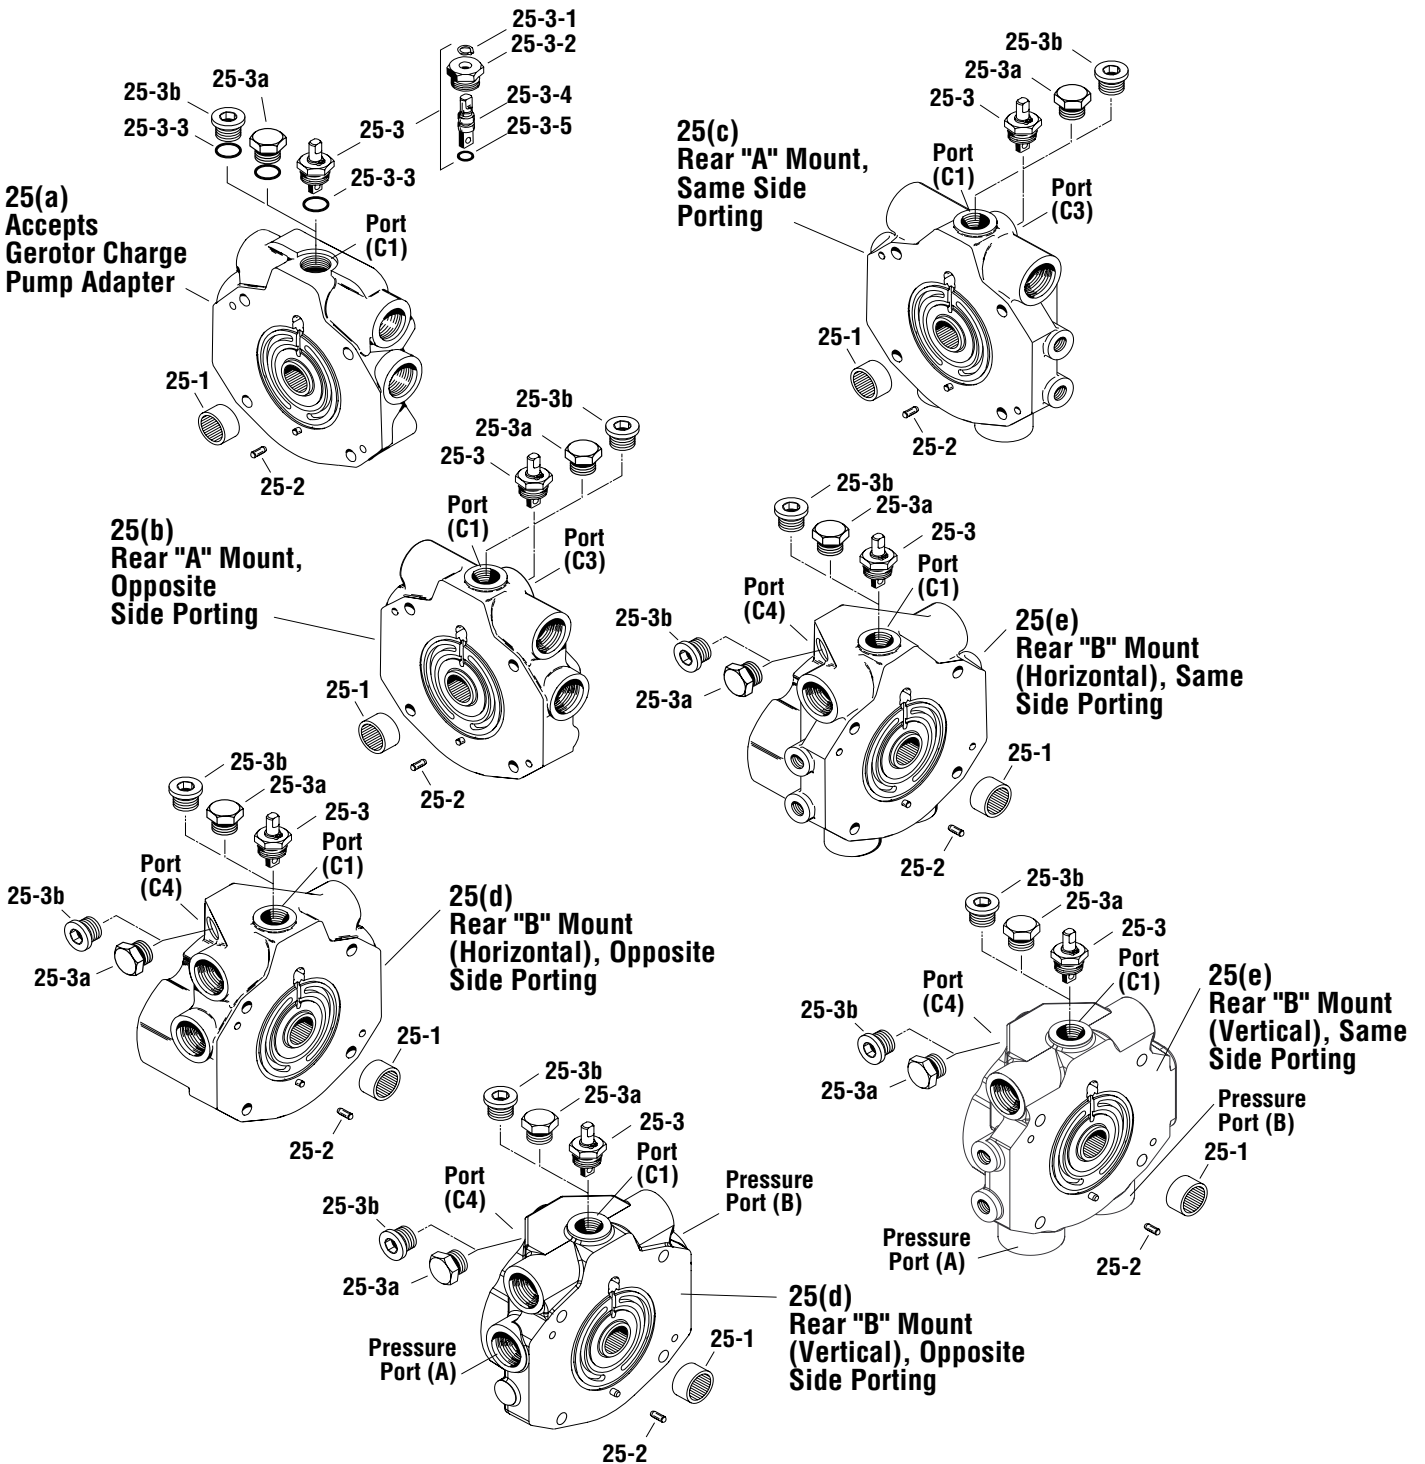 25-3-1
25-3-2
25-3-4
25-3-5
25-3
25-3a
25-3b
25-3-3
25-3-3
25(a)
Accepts
Gerotor Charge
Pump Adapter
Port
(C1)
25-1
25-2
25-3b
25-3a
25-3
25(c)
Rear "A" Mount,
Same Side
Porting
Port
(C1)
Port
(C3)
25-1
25-2
25-3b
25-3a
25-3
25(b)
Rear "A" Mount,
Opposite
Side Porting
Port
(C1)
Port
(C3)
25-1
25-2
25-3b
25-3a
25-3
Port
(C1)
Port
(C4)
25-3b
25-3a
25(e)
Rear "B" Mount
(Horizontal), Same
Side Porting
25-1
25-2
25-3b
25-3a
25-3
Port
(C1)
Port
(C4)
25-3b
25-3a
25(d)
Rear "B" Mount
(Horizontal), Opposite
Side Porting
25-1
25-2
25-3b
25-3a
25-3
Port
(C1)
Port
(C4)
25-3b
25-3a
25(e)
Rear "B" Mount
(Vertical), Same
Side Porting
Pressure
Port (B)
25-1
Pressure
Port (A)
25-2
25-3b
25-3a
25-3
Port
(C1)
Port
(C4)
25-3b
25-3a
Pressure
Port (B)
Pressure
Port (A)
25(d)
Rear "B" Mount
(Vertical), Opposite
Side Porting
25-1
25-2